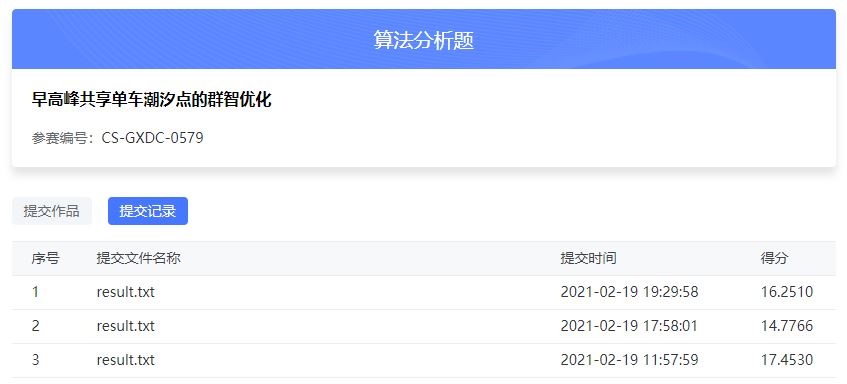 算法分析题
早高峰共享单车潮汐点的群智优化
参赛编号：CS-GXDC-0579
提交作品 提交记录
序号 提交文件名称 提交时间 得分
1 result.txt 2021-02-19 19:29:58 16.2510
2 result.txt 2021-02-19 17:58:01 14.7766
3 result.txt 2021-02-19 11:57:59 17.4530